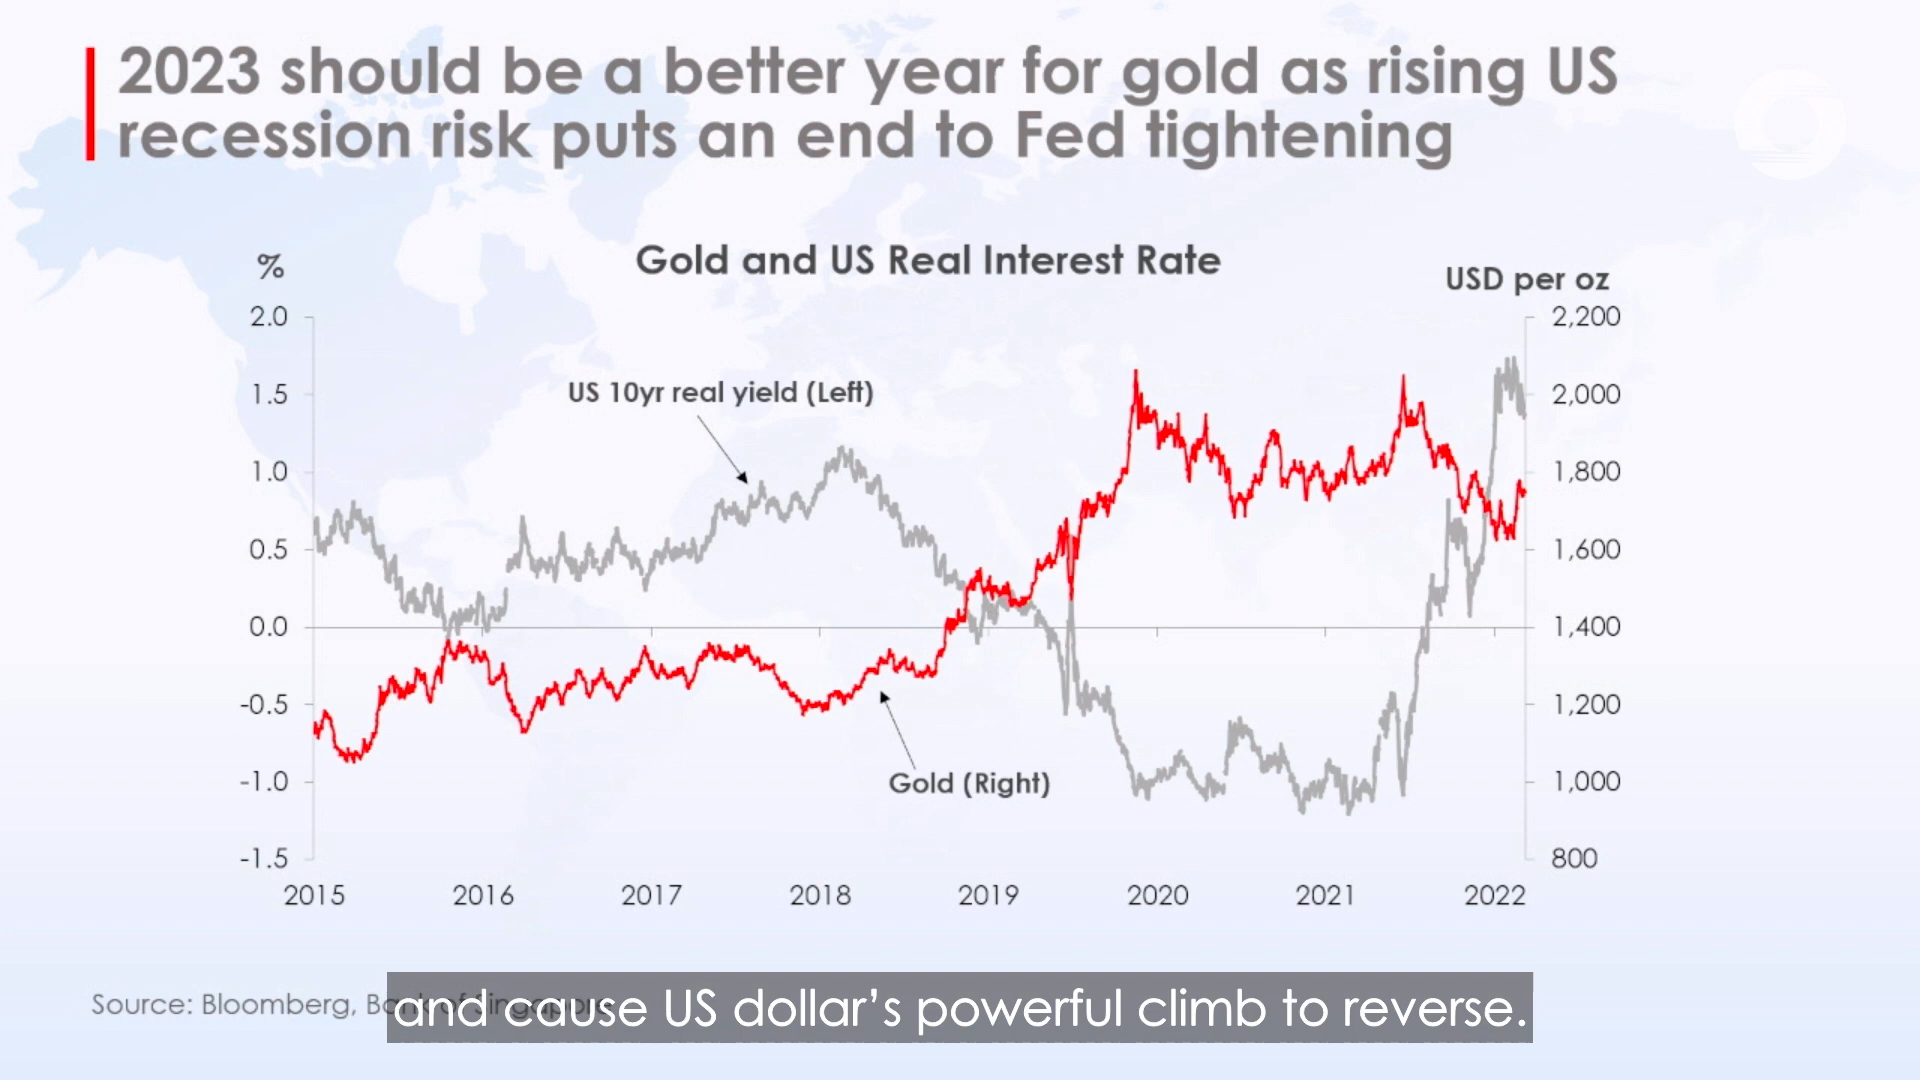 2023 should be a better year for gold as rising US
recession risk puts an end to Fed tightening
Gold and US Real Interest Rate
%
USD per oz
2.0
1.5
1.0
0.5
0.0
-0.5
-1.0
-1.5
US 10yr real yield (Left)
Gold (Right)
2,200
2,000
1,800
1,600
1,400
1,200
1,000
800
2015 2016 2017 2018 2019 2020 2021 2022
Source: Bloomberg, Bank of Singapore
and cause US dollar’s powerful climb to reverse.